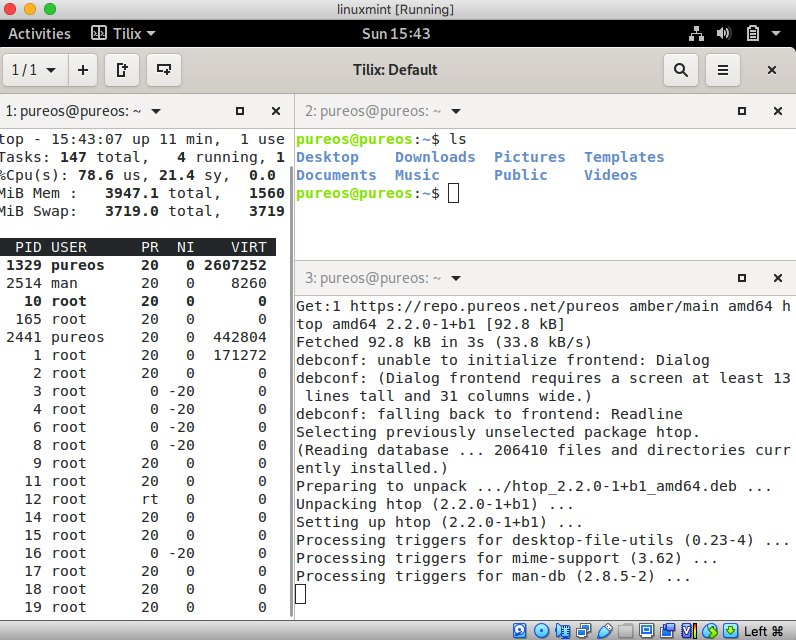 linuxmint [Running]
Activities Tilix Sun 15:43
1 / 1 Tilix: Default
1: pureos@pureos: ~
top - 15:43:07 up 11 min,  1 use
Tasks: 147 total,   4 running, 1
%Cpu(s): 78.6 us, 21.4 sy,  0.0
MiB Mem :   3947.1 total,   1560
MiB Swap:   3719.0 total,   3719
PID USER      PR  NI    VIRT
1329 pureos    20   0 2607252
2514 man       20   0    8260
10 root      20   0       0
165 root      20   0       0
2441 pureos    20   0  442804
1 root      20   0  171272
2 root      20   0       0
3 root       0 -20       0
4 root       0 -20       0
6 root       0 -20       0
8 root       0 -20       0
9 root      20   0       0
11 root      20   0       0
12 root      rt   0       0
14 root      20   0       0
15 root      20   0       0
16 root       0 -20       0
17 root      20   0       0
18 root      20   0       0
19 root      20   0       0
2: pureos@pureos: ~
pureos@pureos:~$ ls
Desktop    Downloads  Pictures  Templates
Documents  Music      Public    Videos
pureos@pureos:~$
3: pureos@pureos: ~
Get:1 https://repo.pureos.net/pureos amber/main amd64 h
top amd64 2.2.0-1+b1 [92.8 kB]
Fetched 92.8 kB in 3s (33.8 kB/s)
debconf: unable to initialize frontend: Dialog
debconf: (Dialog frontend requires a screen at least 13
lines tall and 31 columns wide.)
debconf: falling back to frontend: Readline
Selecting previously unselected package htop.
(Reading database ... 206410 files and directories curr
ently installed.)
Preparing to unpack .../htop_2.2.0-1+b1_amd64.deb ...
Unpacking htop (2.2.0-1+b1) ...
Setting up htop (2.2.0-1+b1) ...
Processing triggers for desktop-file-utils (0.23-4) ...
Processing triggers for mime-support (3.62) ...
Processing triggers for man-db (2.8.5-2) ...
Left ⌘